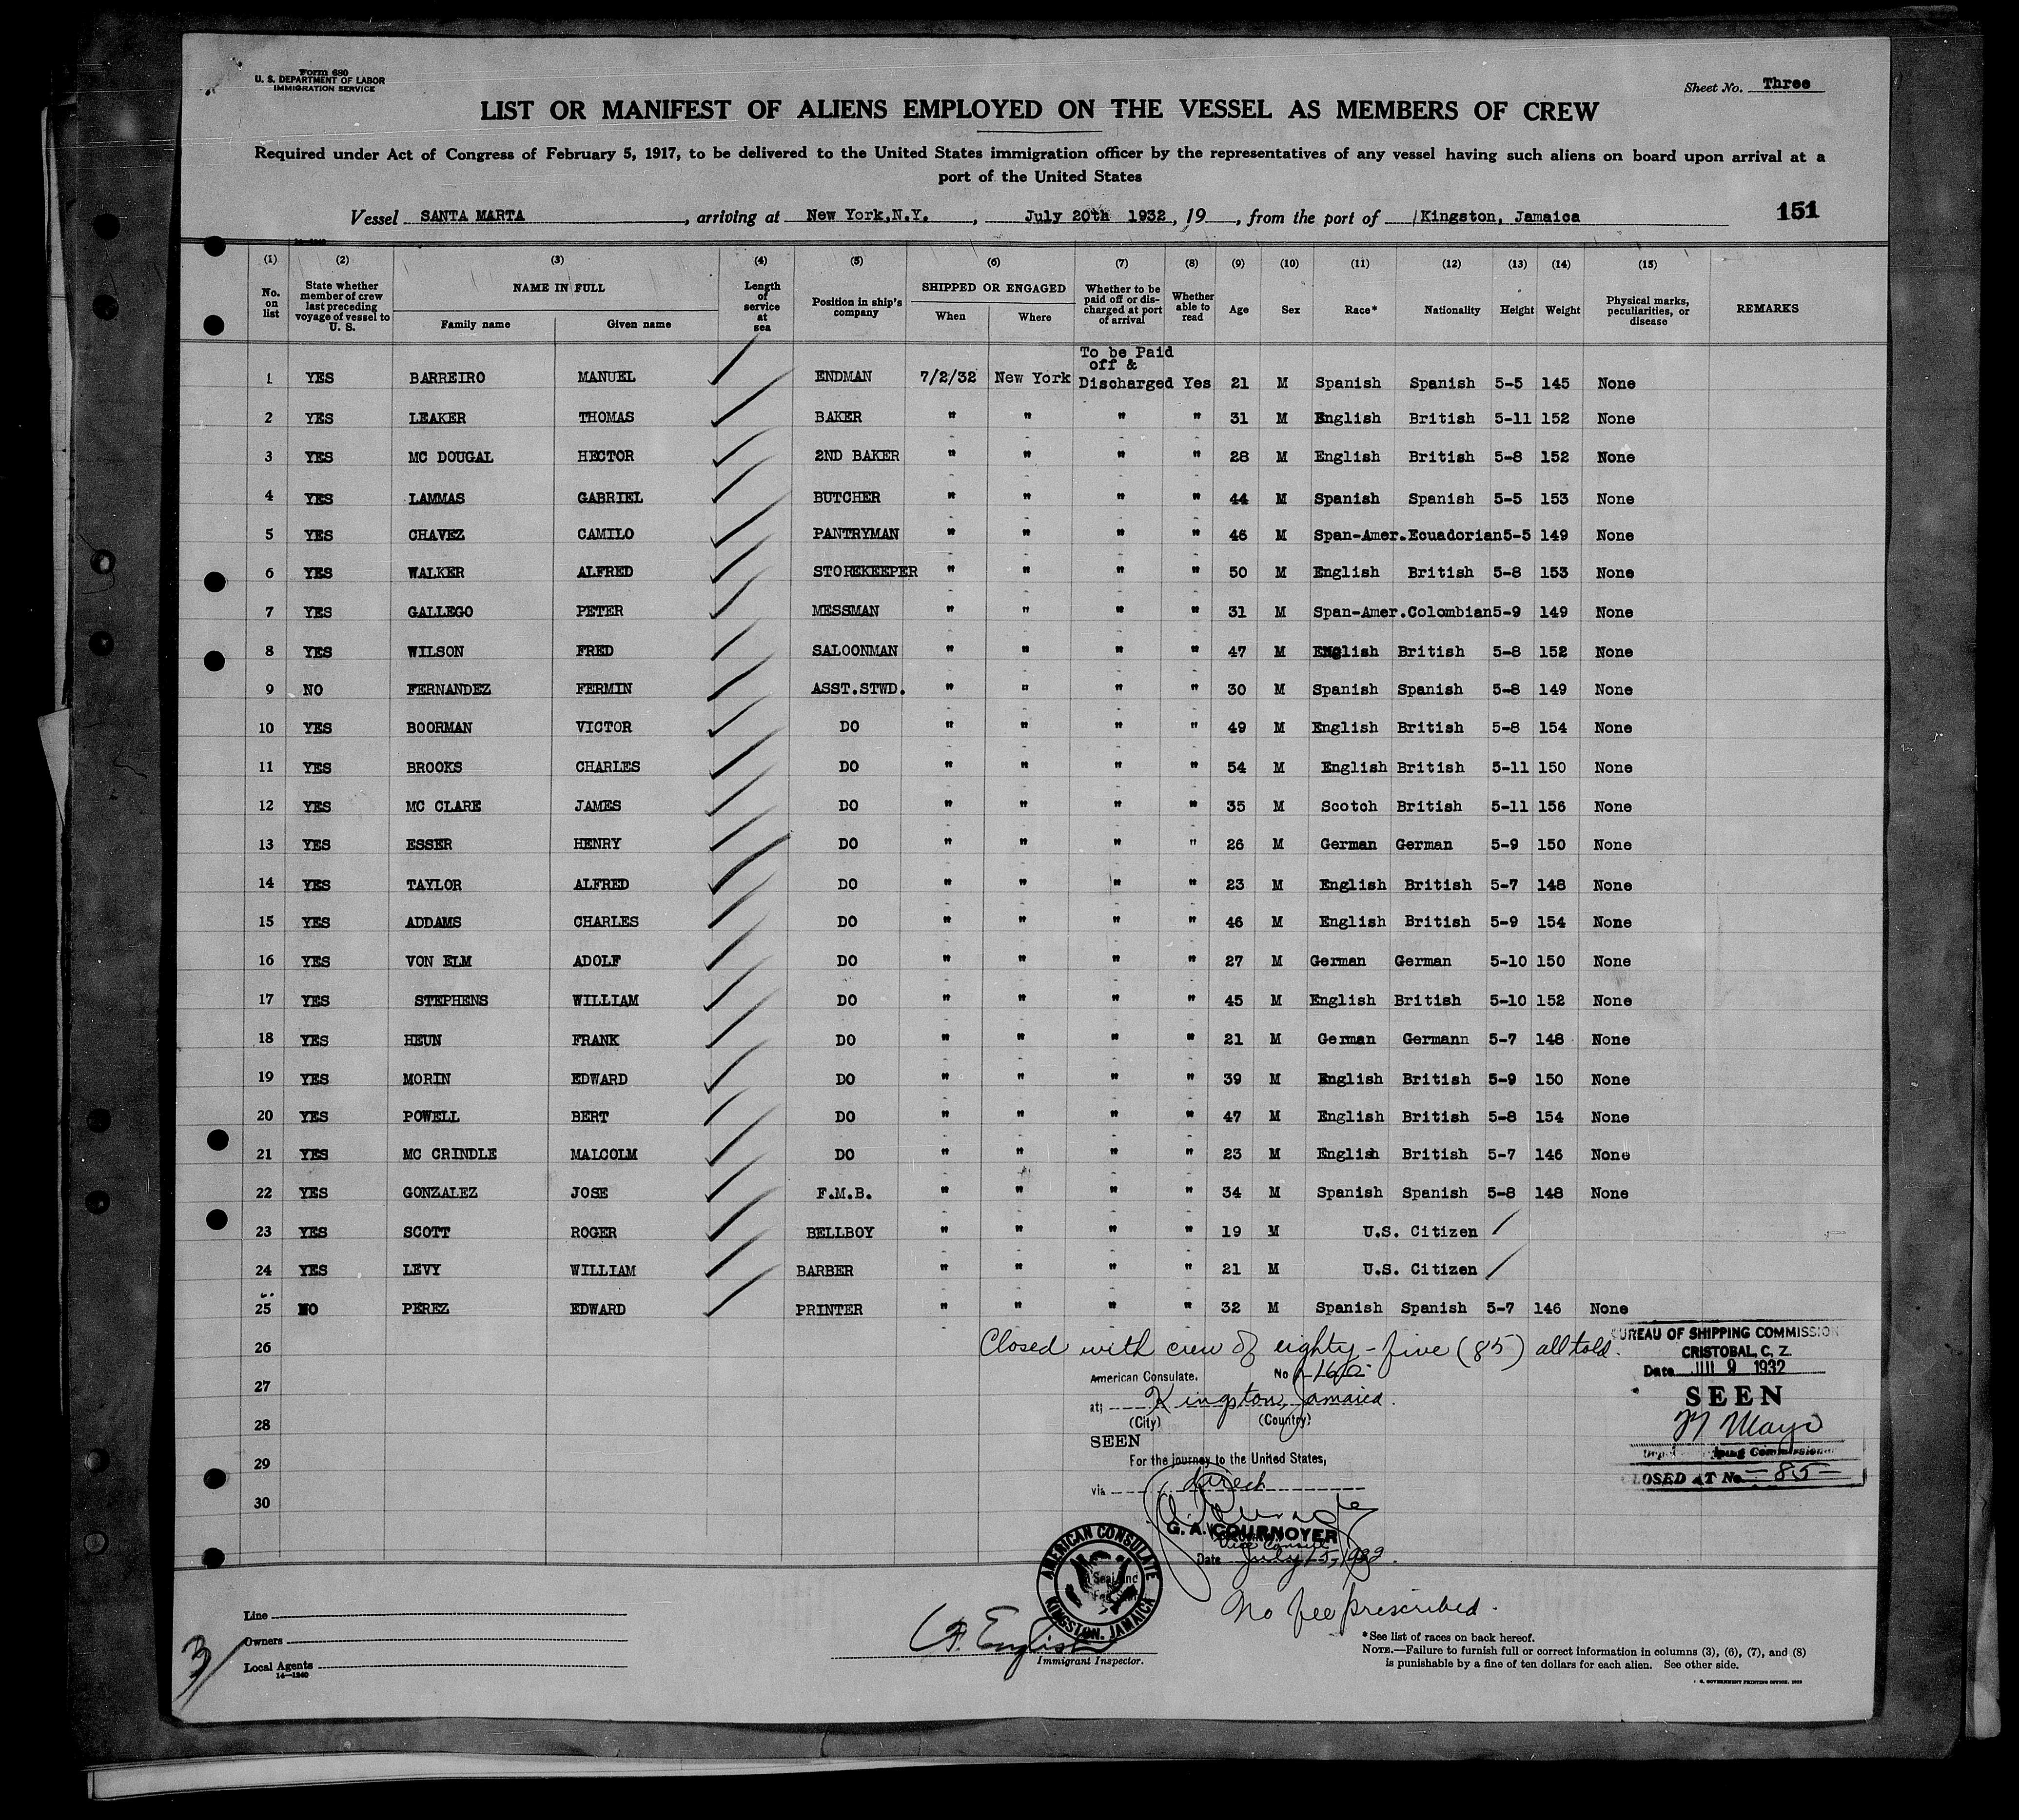 Form 680
U. S. DEPARTMENT OF LABOR
IMMIGRATION SERVICE
Sheet No. Three
LIST OR MANIFEST OF ALIENS EMPLOYED ON THE VESSEL AS MEMBERS OF CREW
Required under Act of Congress of February 5, 1917, to be delivered to the United States immigration officer by the representatives of any vessel having such aliens on board upon arrival at a
port of the United States
Vessel SANTA MARTA, arriving at New York,N.Y., July 20th 1932, 19, from the port of Kingston, Jamaica
151
14-1240
(1) (2) (3) (4) (5) (6) (7) (8) (9) (10) (11) (12) (13) (14) (15)
No. on list | State whether member of crew last preceding voyage of vessel to U. S. | NAME IN FULL Family name Given name | Length of service at sea | Position in ship's company | SHIPPED OR ENGAGED When Where | Whether to be paid off or discharged at port of arrival | Whether able to read | Age | Sex | Race* | Nationality | Height | Weight | Physical marks, peculiarities, or disease | REMARKS
1 YES BARREIRO MANUEL ENDMAN 7/2/32 New York To be Paid off & Discharged Yes 21 M Spanish Spanish 5-5 145 None
2 YES LEAKER THOMAS BAKER " " " " 31 M English British 5-11 152 None
3 YES MC DOUGAL HECTOR 2ND BAKER " " " " 28 M English British 5-8 152 None
4 YES LAMMAS GABRIEL BUTCHER " " " " 44 M Spanish Spanish 5-5 153 None
5 YES CHAVEZ CAMILO PANTRYMAN " " " " 46 M Span-Amer. Ecuadorian 5-5 149 None
6 YES WALKER ALFRED STOREKEEPER " " " " 50 M English British 5-8 153 None
7 YES GALLEGO PETER MESSMAN " " " " 31 M Span-Amer. Colombian 5-9 149 None
8 YES WILSON FRED SALOONMAN " " " " 47 M English British 5-8 152 None
9 NO FERNANDEZ FERMIN ASST.STWD. " " " " 30 M Spanish Spanish 5-8 149 None
10 YES BOORMAN VICTOR DO " " " " 49 M English British 5-8 154 None
11 YES BROOKS CHARLES DO " " " " 54 M English British 5-11 150 None
12 YES MC CLARE JAMES DO " " " " 35 M Scotch British 5-11 156 None
13 YES ESSER HENRY DO " " " " 26 M German German 5-9 150 None
14 YES TAYLOR ALFRED DO " " " " 23 M English British 5-7 148 None
15 YES ADDAMS CHARLES DO " " " " 46 M English British 5-9 154 None
16 YES VON ELM ADOLF DO " " " " 27 M German German 5-10 150 None
17 YES STEPHENS WILLIAM DO " " " " 45 M English British 5-10 152 None
18 YES HEUN FRANK DO " " " " 21 M German Germann 5-7 148 None
19 YES MORIN EDWARD DO " " " " 39 M English British 5-9 150 None
20 YES POWELL BERT DO " " " " 47 M English British 5-8 154 None
21 YES MC CRINDLE MALCOLM DO " " " " 23 M English British 5-7 146 None
22 YES GONZALEZ JOSE F.M.B. " " " " 34 M Spanish Spanish 5-8 148 None
23 YES SCOTT ROGER BELLBOY " " " " 19 M U.S. Citizen
24 YES LEVY WILLIAM BARBER " " " " 21 M U.S. Citizen
25 NO PEREZ EDWARD PRINTER " " " " 32 M Spanish Spanish 5-7 146 None
26
27
28
29
30
Closed with crew of eighty-five (85) all told.
American Consulate. No
at; Kingston, Jamaica.
(City) (Country)
SEEN
For the journey to the United States,
via direct
G. A. COURNOYER
Vice Consul
Date July 15, 1932.
No fee prescribed.
BUREAU OF SHIPPING COMMISSION
CRISTOBAL, C. Z.
Date JUL 9 1932
SEEN
CLOSED AT No. -85-
AMERICAN CONSULATE
KINGSTON, JAMAICA
Line
Owners
Local Agents
14-1240
3/
English
Immigrant Inspector.
*See list of races on back hereof.
NOTE.—Failure to furnish full or correct information in columns (3), (6), (7), and (8)
is punishable by a fine of ten dollars for each alien. See other side.
GOVERNMENT PRINTING OFFICE